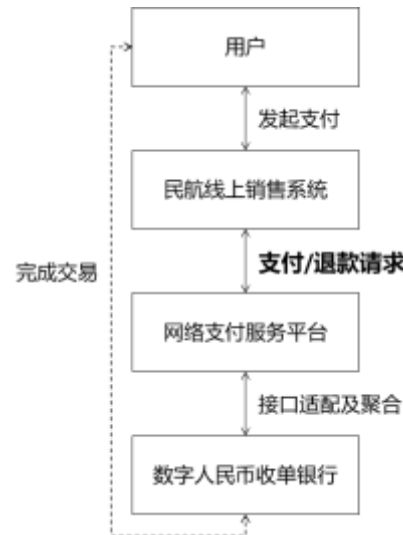 用户
发起支付
民航线上销售系统
支付/退款请求
完成交易
网络支付服务平台
接口适配及聚合
数字人民币收单银行